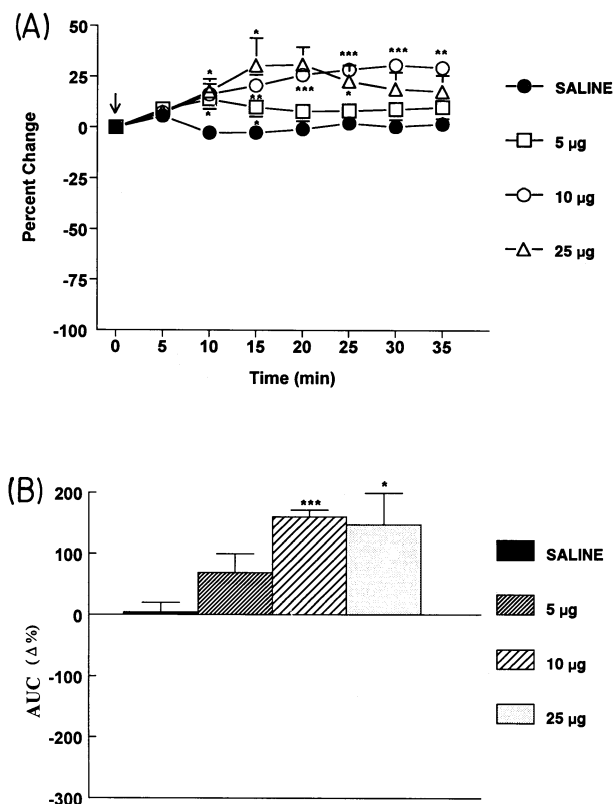 (A)
50
25
0
-25
-50
-75
-100
Percent Change
*
*
***
***
**
***
**
*
*
*
SALINE
5 µg
10 µg
25 µg
0 5 10 15 20 25 30 35
Time (min)
(B)
200
100
0
-100
-200
-300
AUC (Δ%)
***
*
SALINE
5 µg
10 µg
25 µg